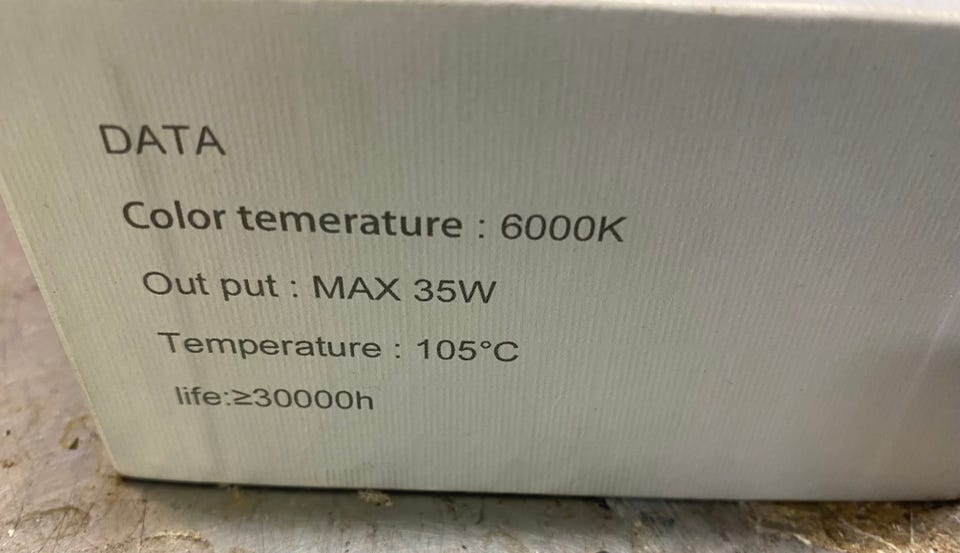 DATA
Color temerature : 6000K
Out put : MAX 35W
Temperature : 105°C
life:≥30000h